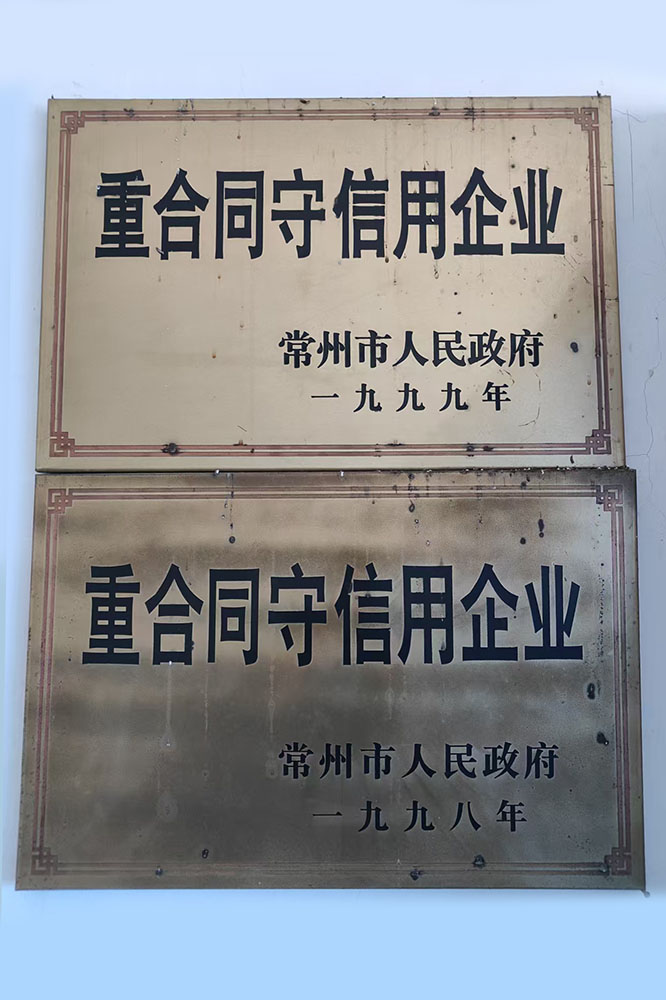 重合同守信用企业
常州市人民政府
一九九九年
重合同守信用企业
常州市人民政府
一九九八年